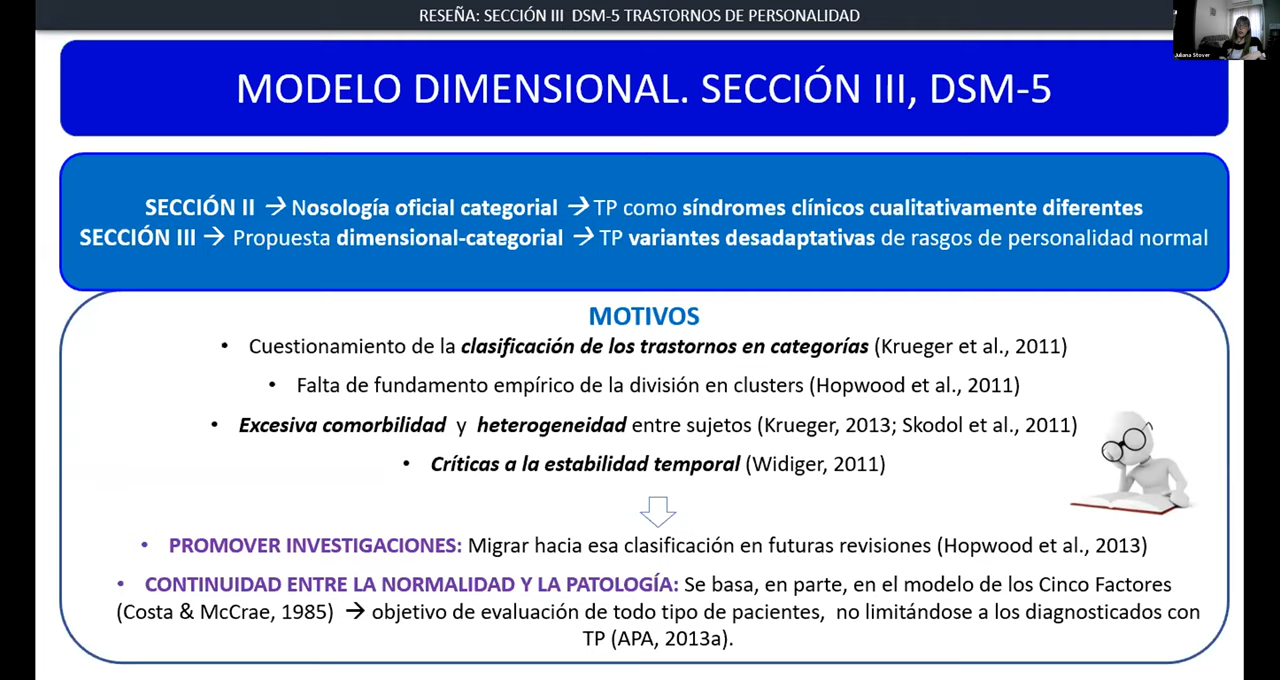 RESEÑA: SECCIÓN III DSM-5 TRASTORNOS DE PERSONALIDAD
Juliana Stover
MODELO DIMENSIONAL. SECCIÓN III, DSM-5
SECCIÓN II → Nosología oficial categorial → TP como síndromes clínicos cualitativamente diferentes
SECCIÓN III → Propuesta dimensional-categorial → TP variantes desadaptativas de rasgos de personalidad normal
MOTIVOS
• Cuestionamiento de la clasificación de los trastornos en categorías (Krueger et al., 2011)
• Falta de fundamento empírico de la división en clusters (Hopwood et al., 2011)
• Excesiva comorbilidad y heterogeneidad entre sujetos (Krueger, 2013; Skodol et al., 2011)
• Críticas a la estabilidad temporal (Widiger, 2011)
• PROMOVER INVESTIGACIONES: Migrar hacia esa clasificación en futuras revisiones (Hopwood et al., 2013)
• CONTINUIDAD ENTRE LA NORMALIDAD Y LA PATOLOGÍA: Se basa, en parte, en el modelo de los Cinco Factores
(Costa & McCrae, 1985) → objetivo de evaluación de todo tipo de pacientes, no limitándose a los diagnosticados con
TP (APA, 2013a).